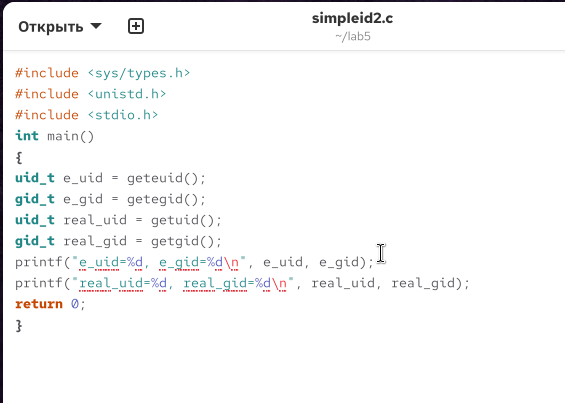 Открыть
simpleid2.c
~/lab5
#include <sys/types.h>
#include <unistd.h>
#include <stdio.h>
int main()
{
uid_t e_uid = geteuid();
gid_t e_gid = getegid();
uid_t real_uid = getuid();
gid_t real_gid = getgid();
printf("e_uid=%d, e_gid=%d\n", e_uid, e_gid);
printf("real_uid=%d, real_gid=%d\n", real_uid, real_gid);
return 0;
}